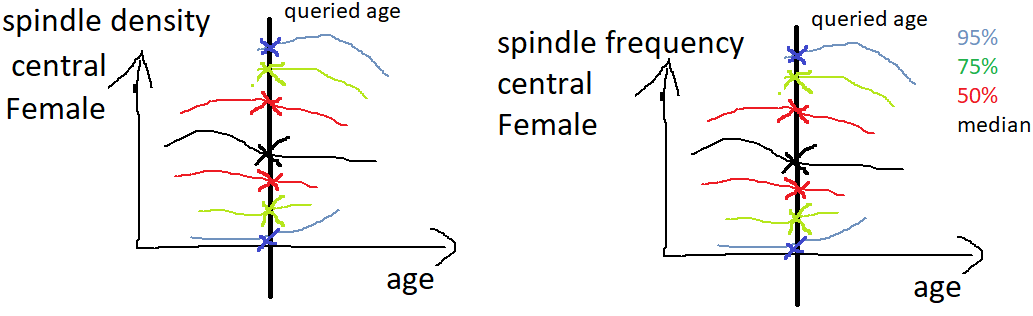 spindle density
central
Female
queried age
age
spindle frequency
central
Female
queried age
age
95%
75%
50%
median